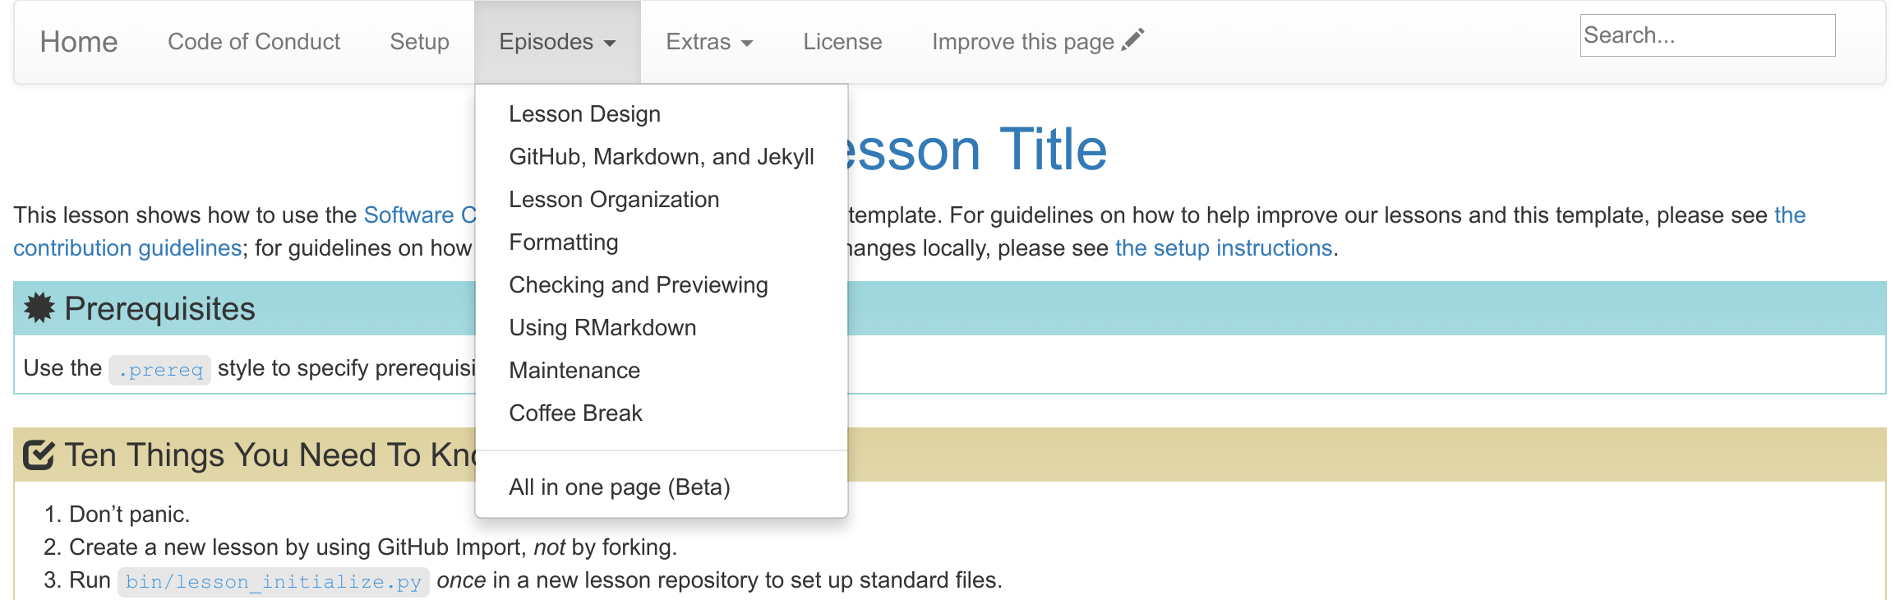 Home Code of Conduct Setup Episodes Extras License Improve this page Search...
Lesson Design
GitHub, Markdown, and Jekyll
Lesson Organization
Formatting
Checking and Previewing
Using RMarkdown
Maintenance
Coffee Break
All in one page (Beta)
esson Title
This lesson shows how to use the Software C template. For guidelines on how to help improve our lessons and this template, please see the
contribution guidelines; for guidelines on how hanges locally, please see the setup instructions.
Prerequisites
Use the .prereq style to specify prerequisi
Ten Things You Need To Kno
1. Don’t panic.
2. Create a new lesson by using GitHub Import, not by forking.
3. Run bin/lesson_initialize.py once in a new lesson repository to set up standard files.